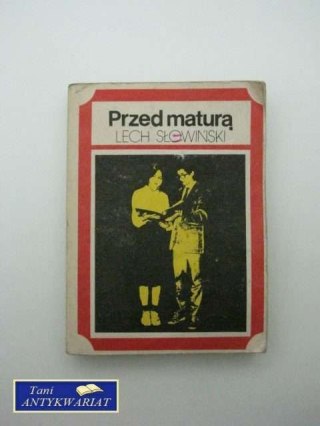 Przed maturą
LECH SŁOWIŃSKI
Tani
ANTYKWARIAT